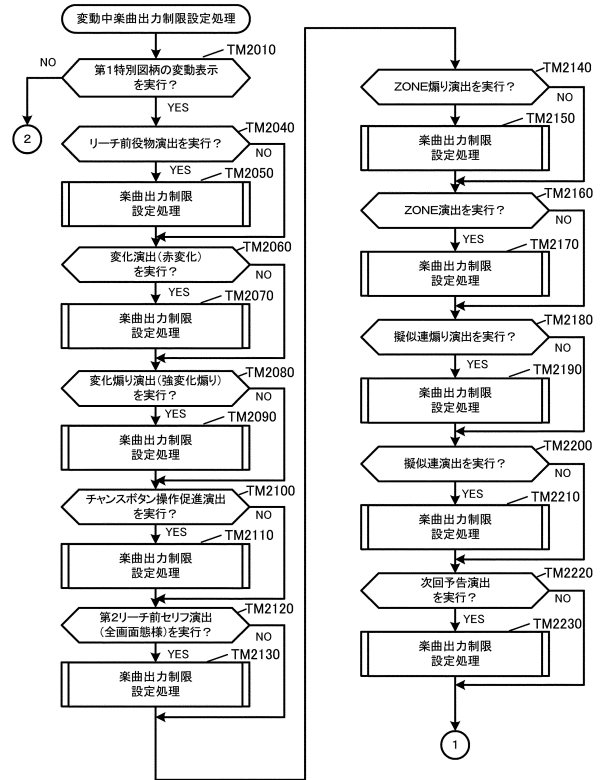 変動中楽曲出力制限設定処理
TM2010
NO
第1特別図柄の変動表示
を実行？
YES
2
TM2040
リーチ前役物演出を実行？
NO
YES
TM2050
楽曲出力制限
設定処理
TM2060
変化演出（赤変化）
を実行？
NO
YES
TM2070
楽曲出力制限
設定処理
TM2080
変化煽り演出（強変化煽り）
を実行？
NO
YES
TM2090
楽曲出力制限
設定処理
TM2100
チャンスボタン操作促進演出
を実行？
NO
YES
TM2110
楽曲出力制限
設定処理
TM2120
第2リーチ前セリフ演出
（全画面態様）を実行？
NO
YES
TM2130
楽曲出力制限
設定処理
TM2140
ZONE煽り演出を実行？
NO
TM2150
楽曲出力制限
設定処理
TM2160
ZONE演出を実行？
NO
YES
TM2170
楽曲出力制限
設定処理
TM2180
擬似連煽り演出を実行？
NO
YES
TM2190
楽曲出力制限
設定処理
TM2200
擬似連演出を実行？
NO
YES
TM2210
楽曲出力制限
設定処理
TM2220
次回予告演出
を実行？
NO
YES
TM2230
楽曲出力制限
設定処理
1